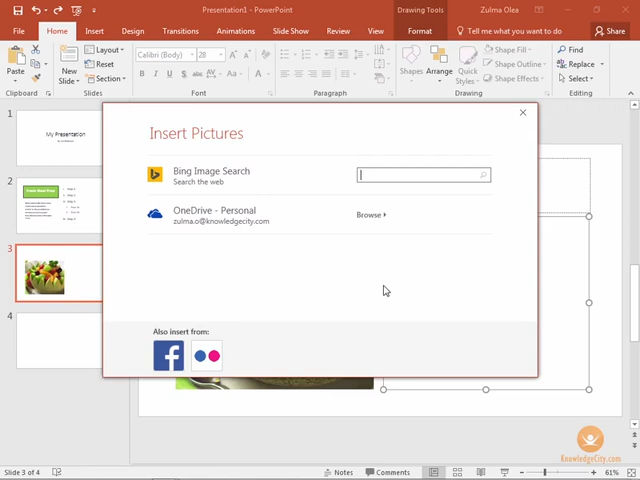 Presentation1 - PowerPoint
Drawing Tools
Zulma Olea
File Home Insert Design Transitions Animations Slide Show Review View Format Tell me what you want to do Share
Paste
Clipboard
New
Slide
Layout
Reset
Section
Slides
Calibri (Body) 28
B I U S
Font
Paragraph
Shapes Arrange Quick
Styles
Shape Fill
Shape Outline
Shape Effects
Drawing
Find
Replace
Select
Editing
1
My Presentation
2
3
4
Insert Pictures
Bing Image Search
Search the web
OneDrive - Personal
zulma.o@knowledgecity.com
Browse
Also insert from:
KnowledgeCity.com
Slide 3 of 4
Notes
Comments
61%